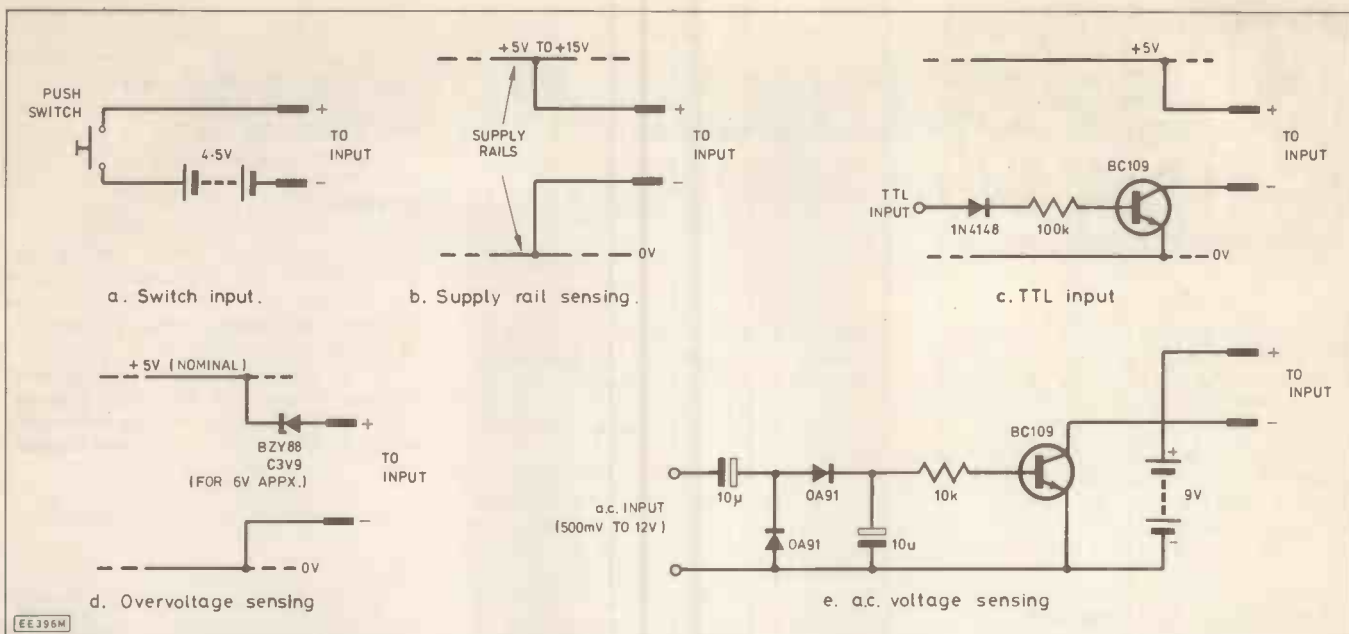 PUSH
SWITCH
4·5V
+
-
TO
INPUT
a. Switch input.
+5V TO +15V
SUPPLY
RAILS
+
-
TO
INPUT
0V
b. Supply rail sensing.
+5V
+
-
TO
INPUT
BC109
TTL
INPUT
1N4148
100k
0V
c. TTL input
+5V (NOMINAL)
BZY88
C3V9
(FOR 6V APPX.)
+
-
TO
INPUT
0V
d. Overvoltage sensing
a.c. INPUT
(500mV TO 12V)
10µ
OA91
OA91
10u
10k
BC109
+
-
TO
INPUT
+
9V
-
e. a.c. voltage sensing
EE396M